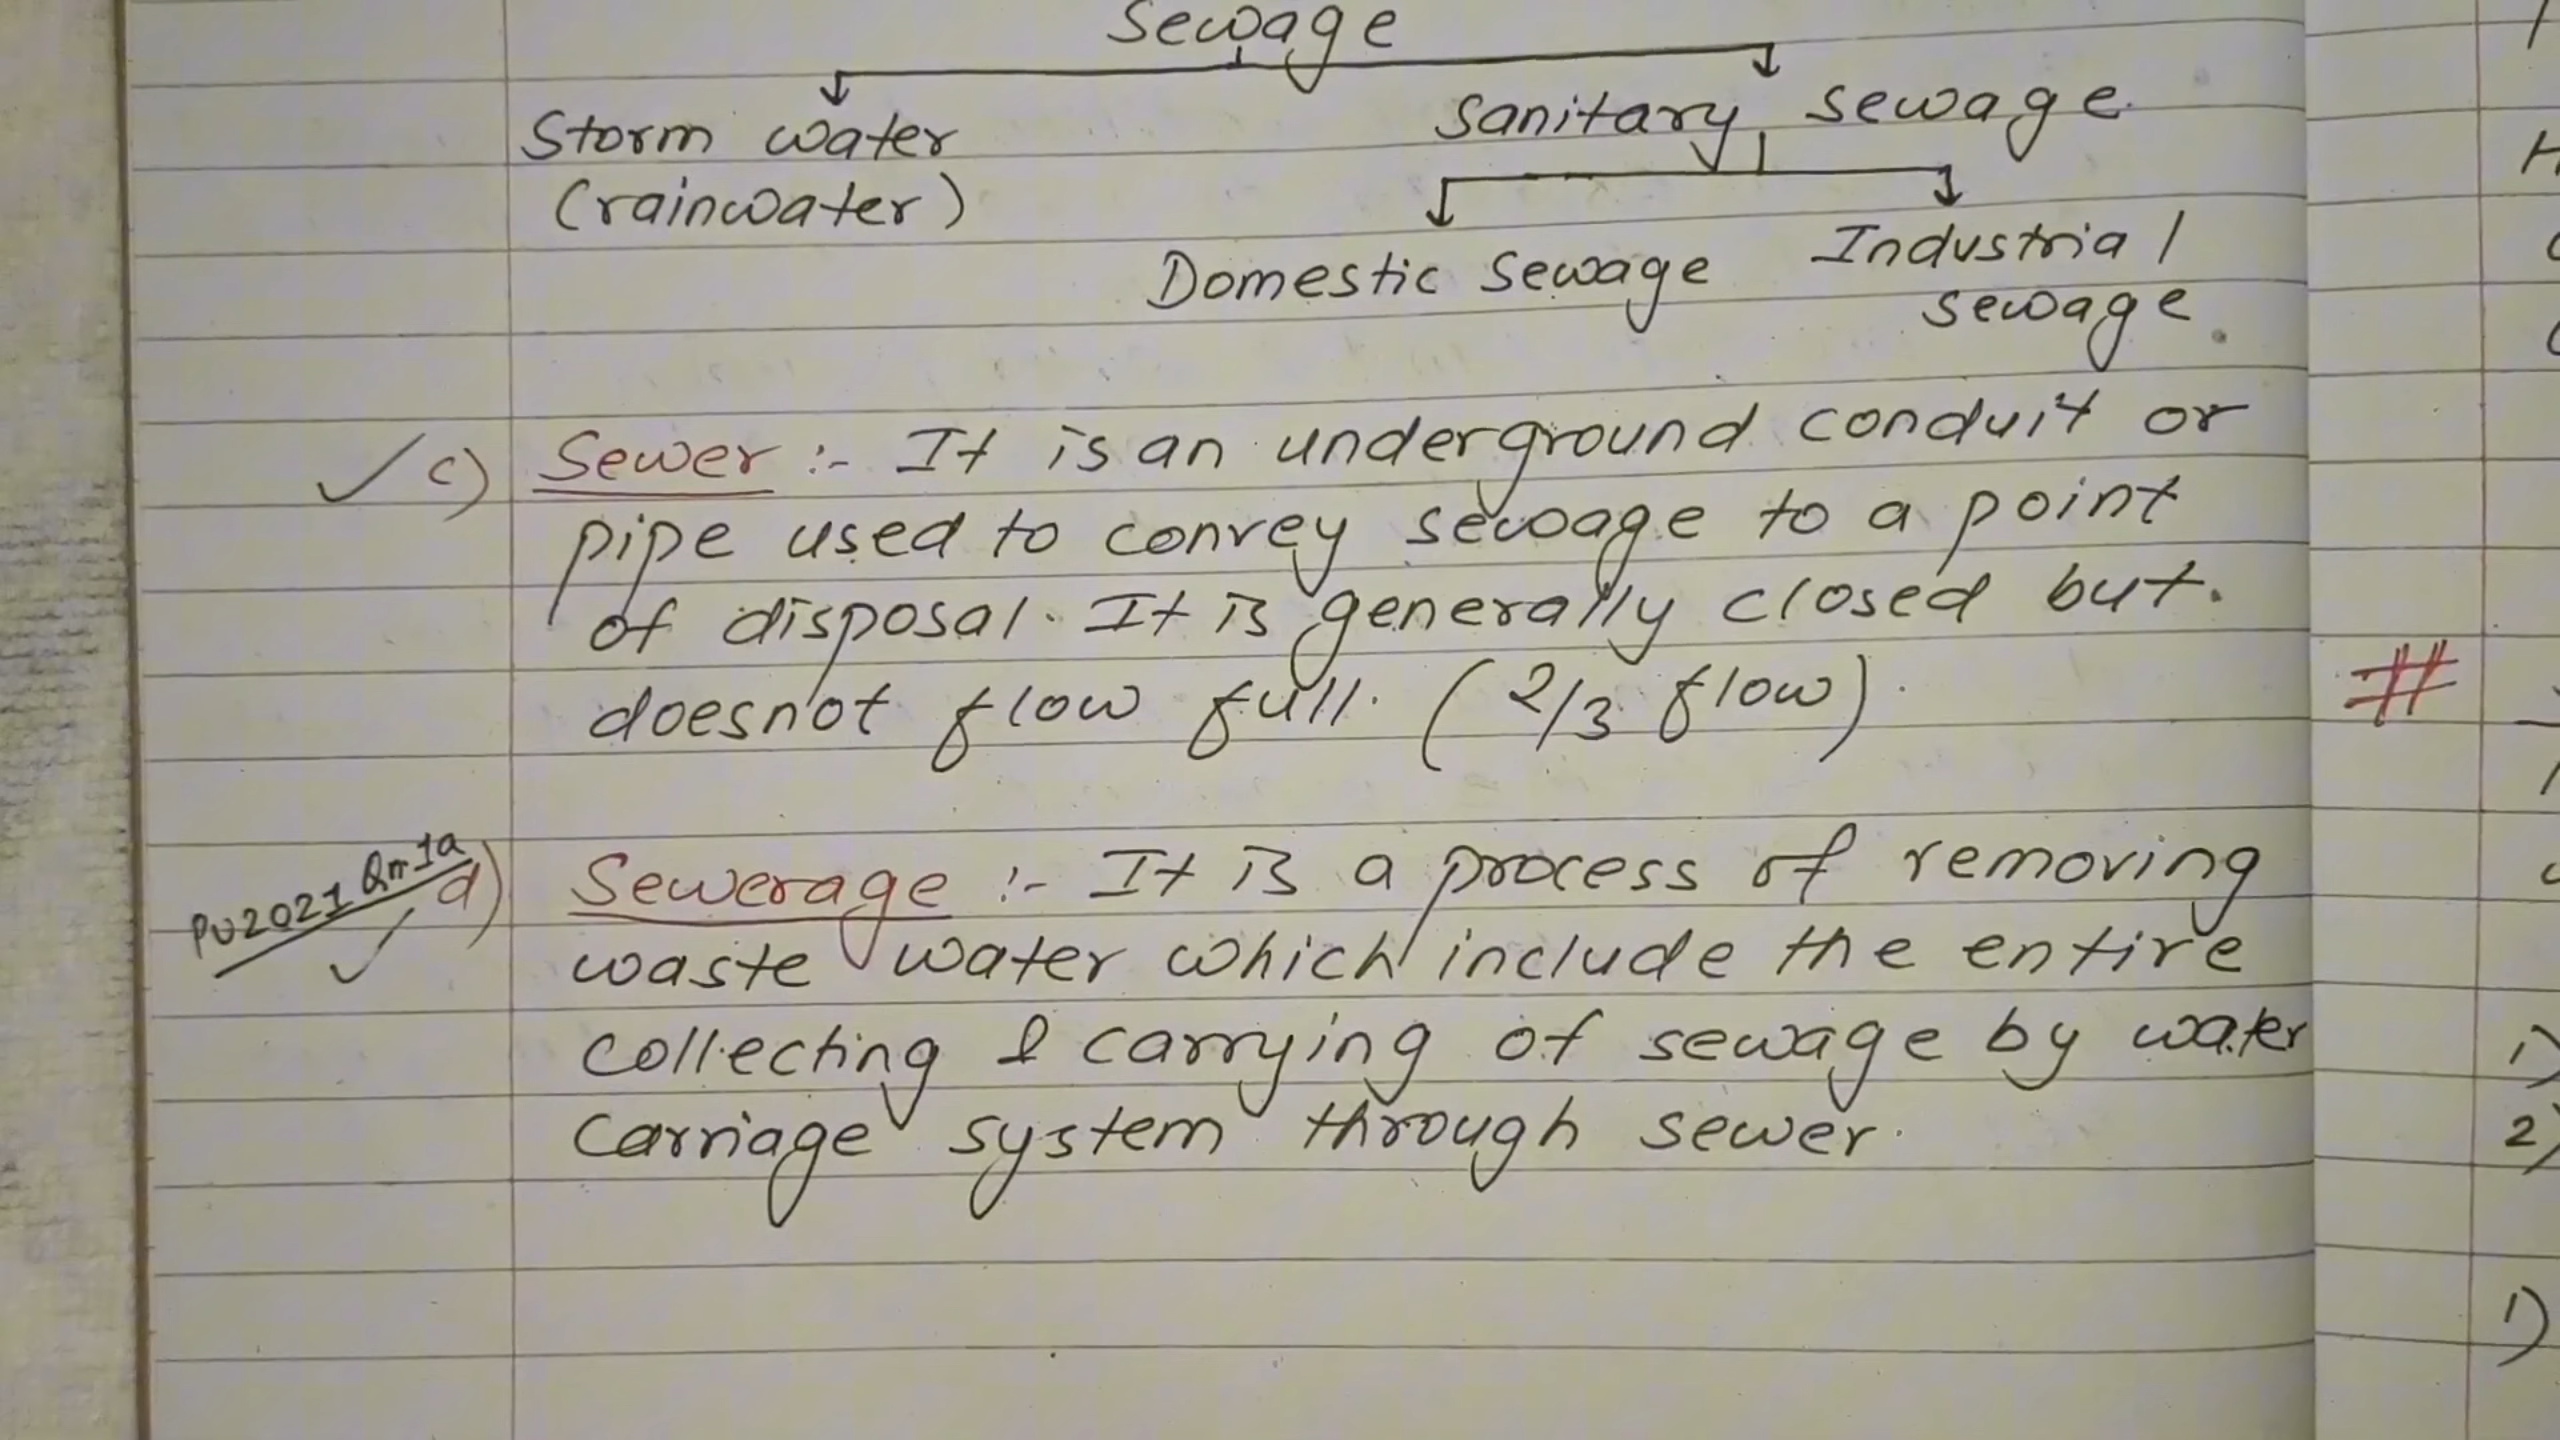 Sewage
Storm water
(rainwater)
Sanitary sewage
Domestic sewage
Industrial
sewage
c) Sewer :- It is an underground conduit or
pipe used to convey sewage to a point
of disposal. It is generally closed but
doesnot flow full. (2/3 flow)
PU2021 Qn1a
d) Sewerage :- It is a process of removing
waste water which include the entire
collecting & carrying of sewage by water
carriage system through sewer.
#
1)
2)
1)